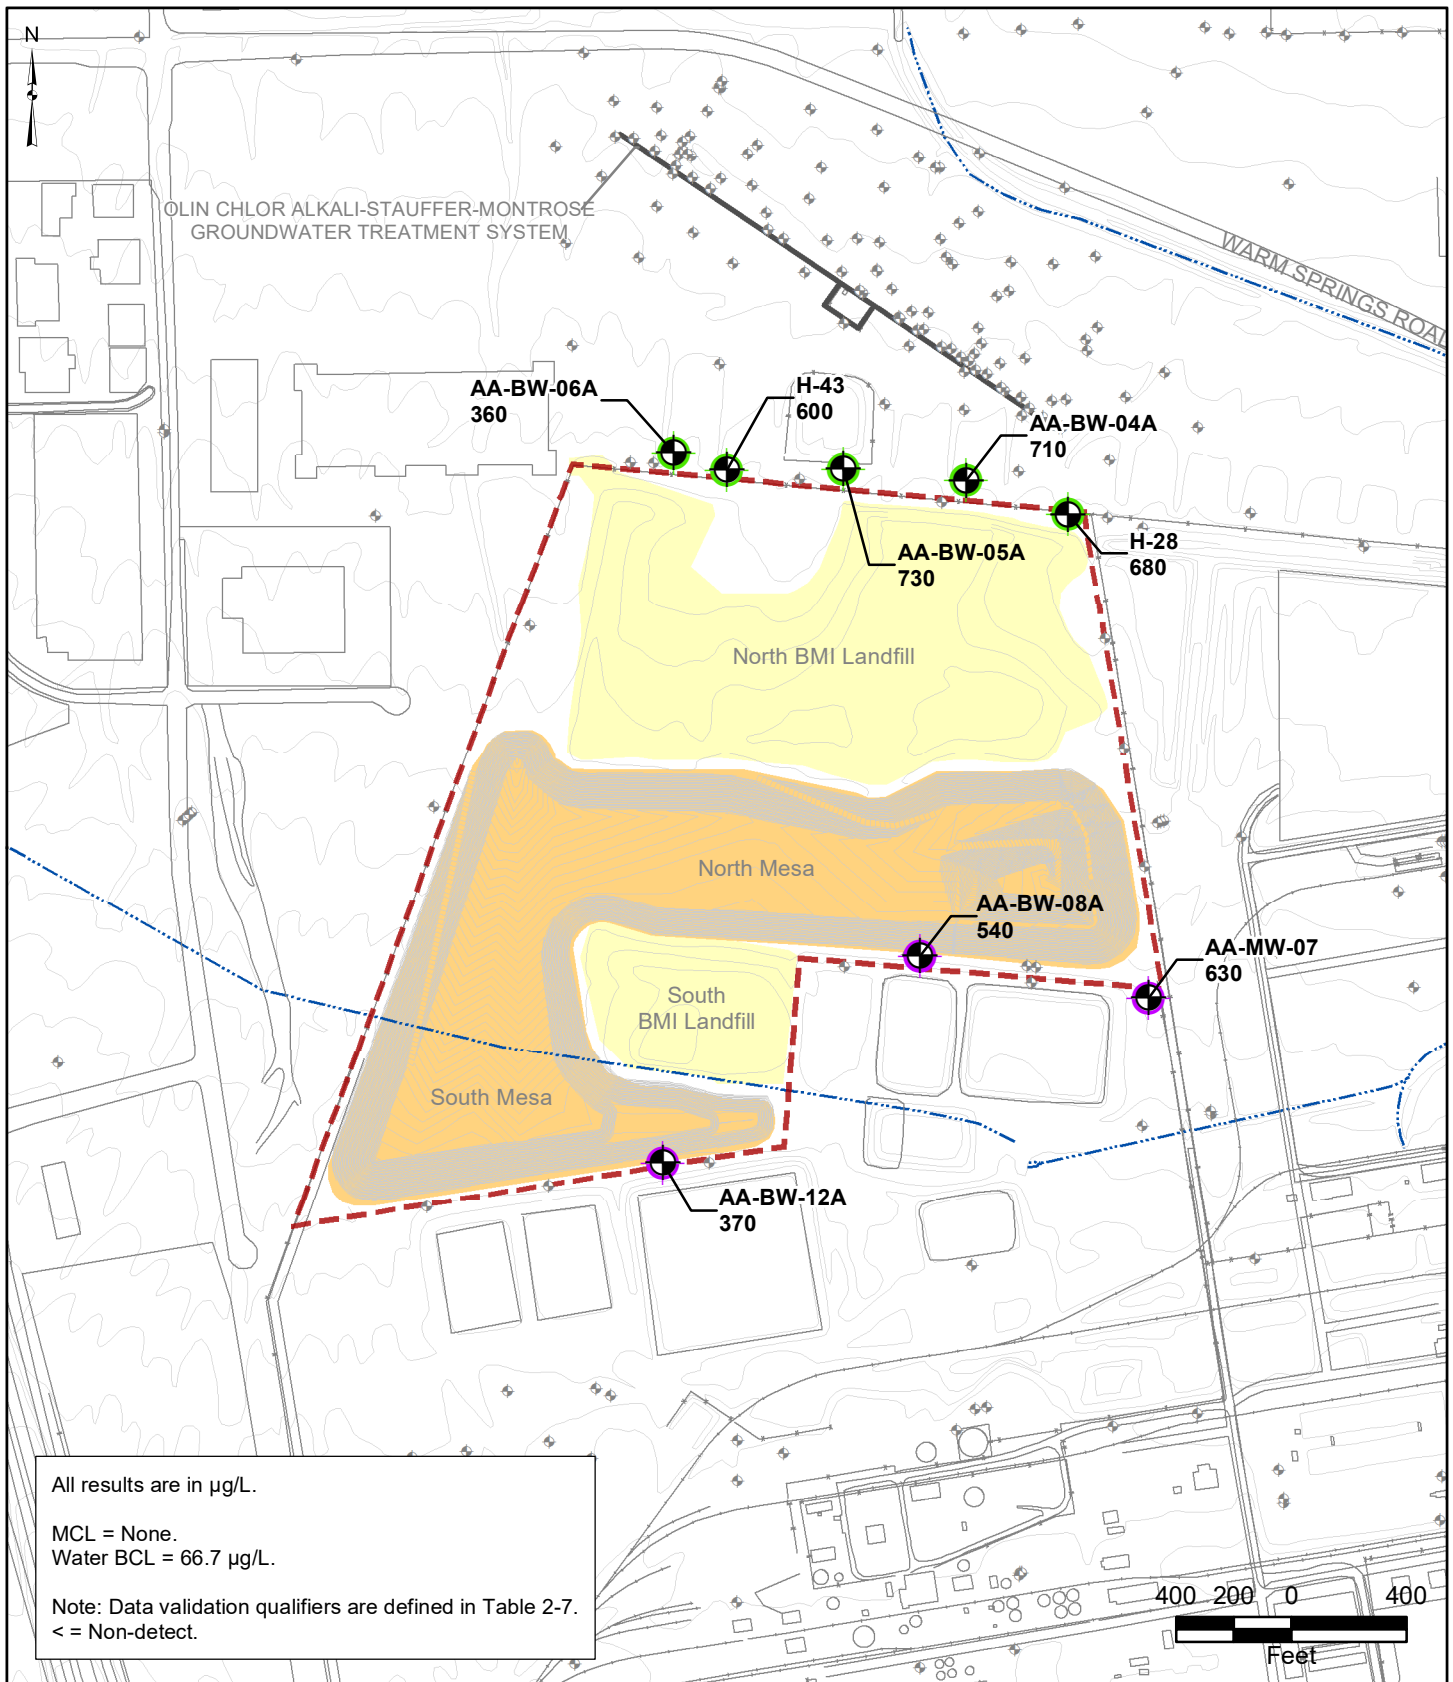 N
OLIN CHLOR ALKALI-STAUFFER-MONTROSE
GROUNDWATER TREATMENT SYSTEM
WARM SPRINGS ROAD
AA-BW-06A
360
H-43
600
AA-BW-04A
710
AA-BW-05A
730
H-28
680
North BMI Landfill
North Mesa
AA-BW-08A
540
AA-MW-07
630
South
BMI Landfill
South Mesa
AA-BW-12A
370
All results are in µg/L.
MCL = None.
Water BCL = 66.7 µg/L.
Note: Data validation qualifiers are defined in Table 2-7.
< = Non-detect.
400 200 0 400
Feet